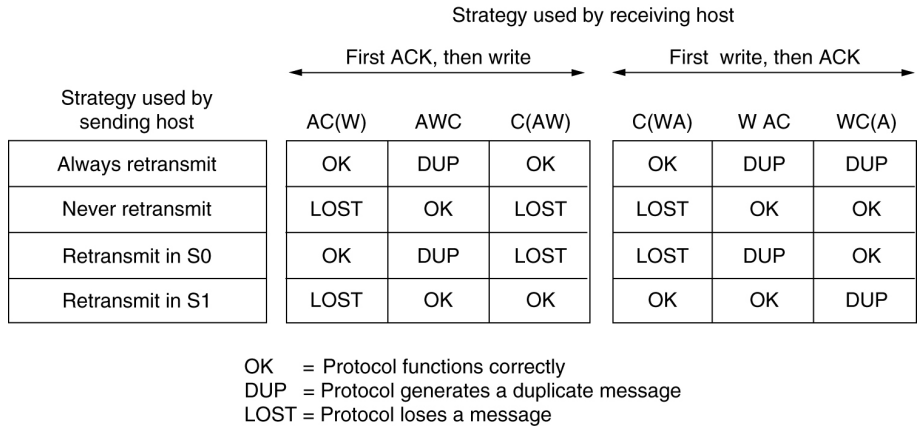 Strategy used by receiving host
First ACK, then write First write, then ACK
Strategy used by
sending host
AC(W) AWC C(AW) C(WA) W AC WC(A)
Always retransmit OK DUP OK OK DUP DUP
Never retransmit LOST OK LOST LOST OK OK
Retransmit in S0 OK DUP LOST LOST DUP OK
Retransmit in S1 LOST OK OK OK OK DUP
OK = Protocol functions correctly
DUP = Protocol generates a duplicate message
LOST = Protocol loses a message